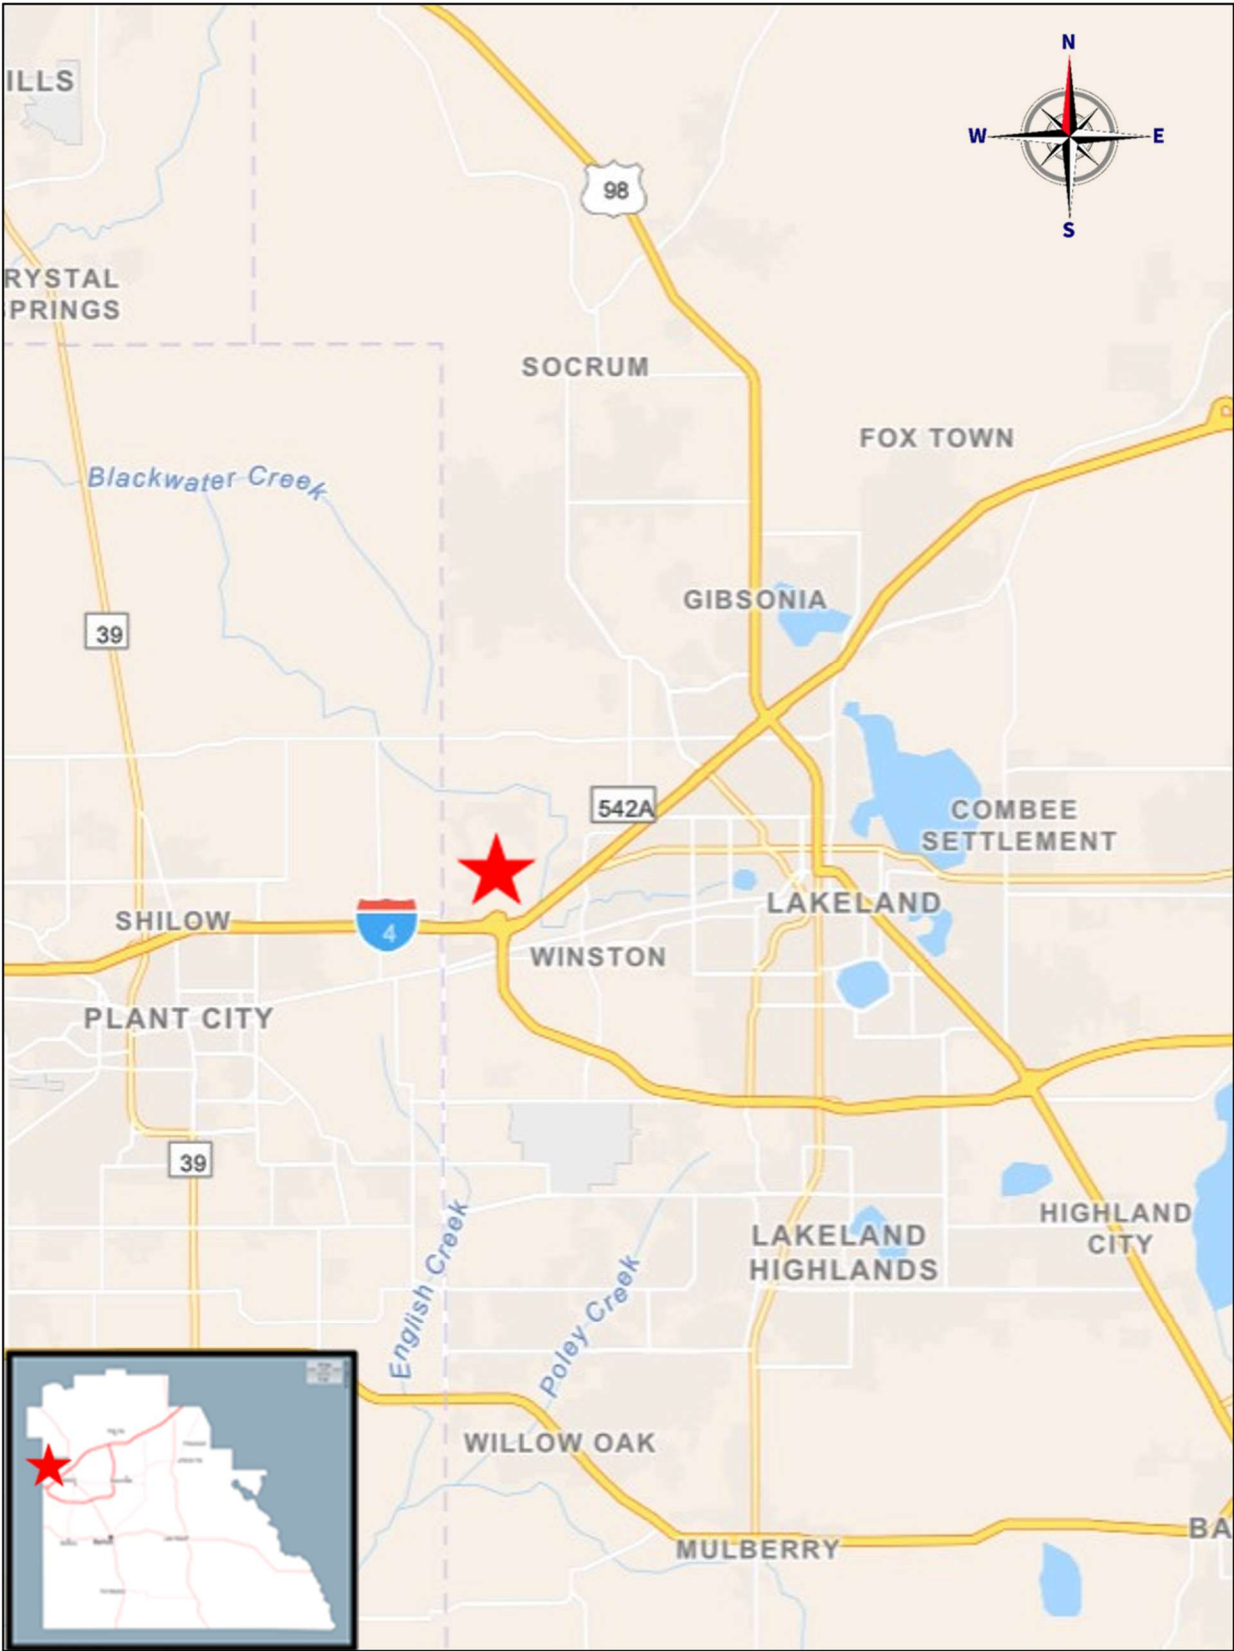 N
ILLS
W
E
98
S
RYSTAL
PRINGS
SOCRUM
FOX TOWN
Blackwater Creek
GIBSONIA
39
542A
COMBEE
SETTLEMENT
LAKELAND
SHILOW
4
WINSTON
PLANT CITY
39
HIGHLAND
CITY
LAKELAND
HIGHLANDS
English Creek
Poley Creek
WILLOW OAK
BA
MULBERRY